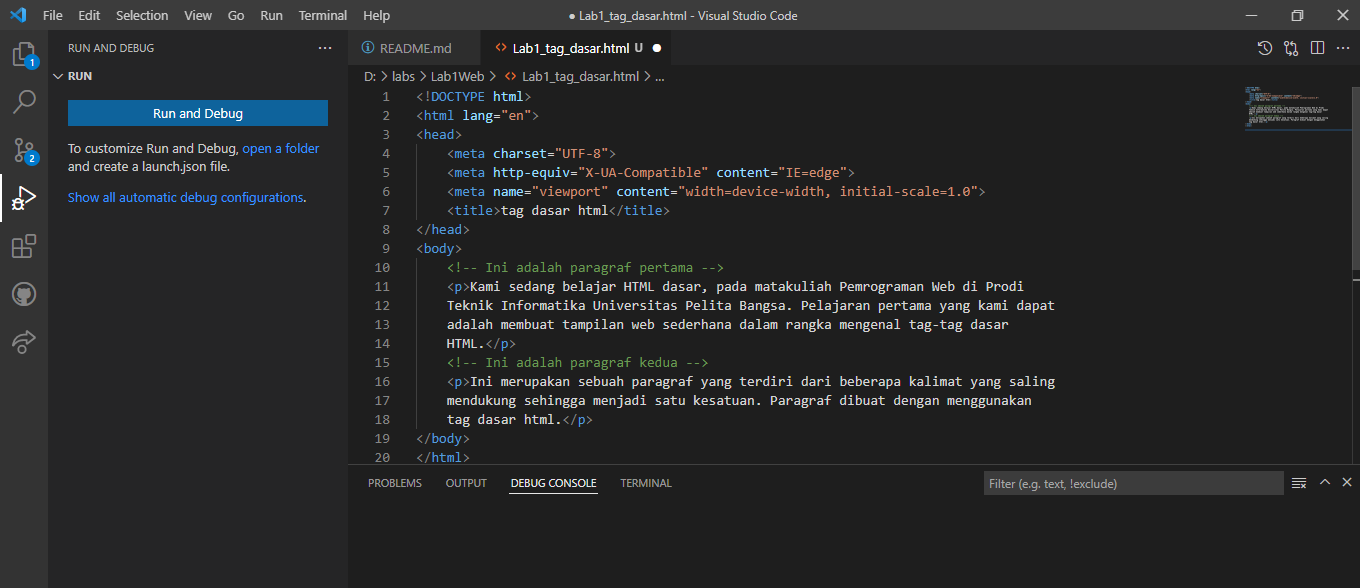 File Edit Selection View Go Run Terminal Help
● Lab1_tag_dasar.html - Visual Studio Code
RUN AND DEBUG
RUN
Run and Debug
To customize Run and Debug, open a folder
and create a launch.json file.
Show all automatic debug configurations.
1
2
README.md
Lab1_tag_dasar.html U
D: > labs > Lab1Web > Lab1_tag_dasar.html > ...
1 <!DOCTYPE html>
2 <html lang="en">
3 <head>
4 <meta charset="UTF-8">
5 <meta http-equiv="X-UA-Compatible" content="IE=edge">
6 <meta name="viewport" content="width=device-width, initial-scale=1.0">
7 <title>tag dasar html</title>
8 </head>
9 <body>
10 <!-- Ini adalah paragraf pertama -->
11 <p>Kami sedang belajar HTML dasar, pada matakuliah Pemrograman Web di Prodi
12 Teknik Informatika Universitas Pelita Bangsa. Pelajaran pertama yang kami dapat
13 adalah membuat tampilan web sederhana dalam rangka mengenal tag-tag dasar
14 HTML.</p>
15 <!-- Ini adalah paragraf kedua -->
16 <p>Ini merupakan sebuah paragraf yang terdiri dari beberapa kalimat yang saling
17 mendukung sehingga menjadi satu kesatuan. Paragraf dibuat dengan menggunakan
18 tag dasar html.</p>
19 </body>
20 </html>
PROBLEMS OUTPUT DEBUG CONSOLE TERMINAL
Filter (e.g. text, !exclude)